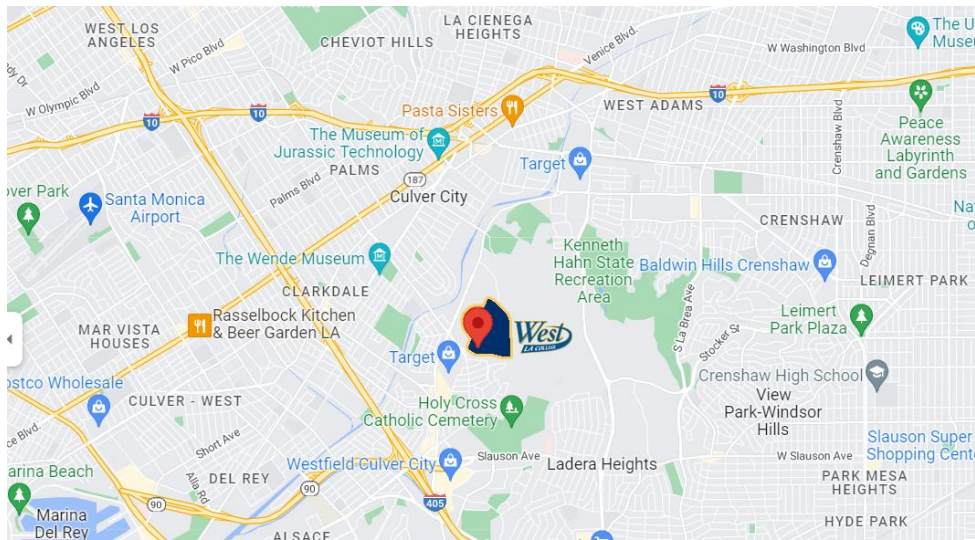 LA CIENEGA
HEIGHTS
WEST LOS
ANGELES
CHEVIOT HILLS
Venice Blvd.
The U
Museu
W Washington Blvd
W Pico Blvd
W Olympic Blvd
10
10
10
Pasta Sisters
WEST ADAMS
The Museum of
Jurassic Technology
Crenshaw Blvd
Peace
Awareness
Labyrinth
and Gardens
PALMS
Target
187
Palms Blvd
Culver City
over Park
Santa Monica
Airport
Nat
o
CRENSHAW
Degnan Blvd
Kenneth
Hahn State
Recreation
Area
The Wende Museum
Baldwin Hills Crenshaw
LEIMERT PARK
CLARKDALE
S La Brea Ave
Rasselbock Kitchen
& Beer Garden LA
MAR VISTA
HOUSES
West
LA COLLEGE
Leimert
Park Plaza
Stocker St
Target
Crenshaw High School
ostco Wholesale
View
Park-Windsor
Hills
CULVER - WEST
Holy Cross
Catholic Cemetery
Short Ave
Slauson Super
Shopping Cente
Slauson Ave
W Slauson Ave
Westfield Culver City
Ladera Heights
arina Beach
DEL REY
Alla Rd
PARK MESA
HEIGHTS
90
90
405
Marina
Del Rey
HYDE PARK
ALSACE